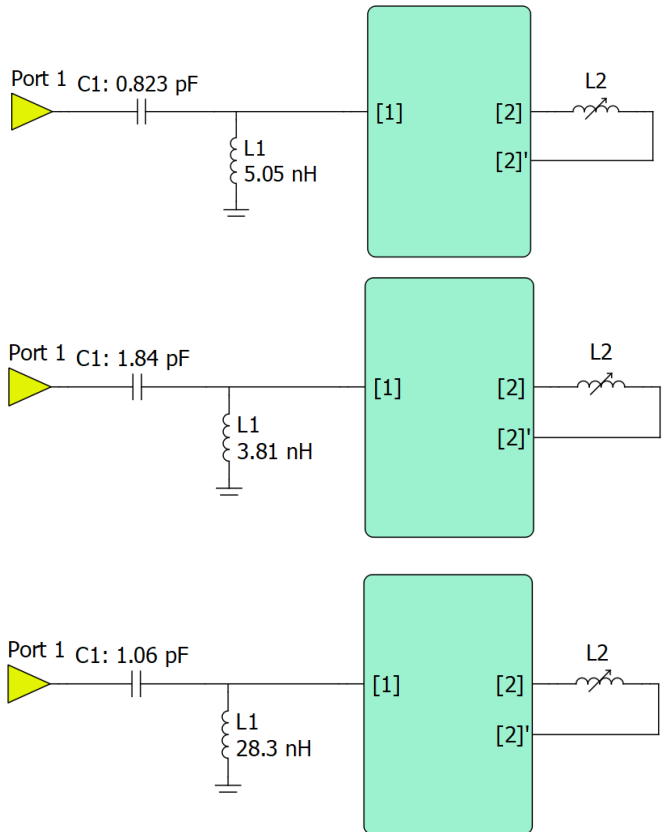 Port 1 C1: 0.823 pF L2
[1] [2]
L1
5.05 nH [2]'
Port 1 C1: 1.84 pF L2
[1] [2]
L1
3.81 nH [2]'
Port 1 C1: 1.06 pF L2
[1] [2]
L1
28.3 nH [2]'